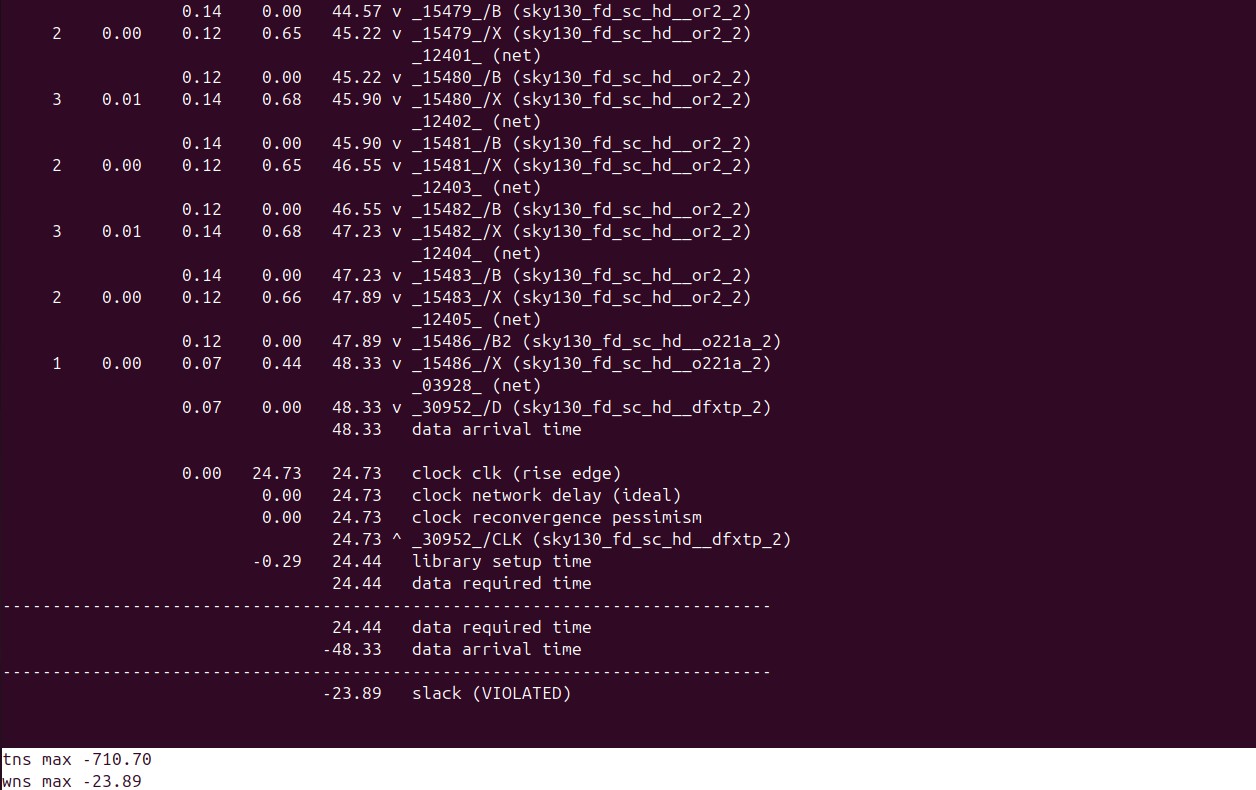 0.14 0.00 44.57 v _15479_/B (sky130_fd_sc_hd__or2_2)
2 0.00 0.12 0.65 45.22 v _15479_/X (sky130_fd_sc_hd__or2_2)
_12401_ (net)
0.12 0.00 45.22 v _15480_/B (sky130_fd_sc_hd__or2_2)
3 0.01 0.14 0.68 45.90 v _15480_/X (sky130_fd_sc_hd__or2_2)
_12402_ (net)
0.14 0.00 45.90 v _15481_/B (sky130_fd_sc_hd__or2_2)
2 0.00 0.12 0.65 46.55 v _15481_/X (sky130_fd_sc_hd__or2_2)
_12403_ (net)
0.12 0.00 46.55 v _15482_/B (sky130_fd_sc_hd__or2_2)
3 0.01 0.14 0.68 47.23 v _15482_/X (sky130_fd_sc_hd__or2_2)
_12404_ (net)
0.14 0.00 47.23 v _15483_/B (sky130_fd_sc_hd__or2_2)
2 0.00 0.12 0.66 47.89 v _15483_/X (sky130_fd_sc_hd__or2_2)
_12405_ (net)
0.12 0.00 47.89 v _15486_/B2 (sky130_fd_sc_hd__o221a_2)
1 0.00 0.07 0.44 48.33 v _15486_/X (sky130_fd_sc_hd__o221a_2)
_03928_ (net)
0.07 0.00 48.33 v _30952_/D (sky130_fd_sc_hd__dfxtp_2)
48.33 data arrival time
0.00 24.73 24.73 clock clk (rise edge)
0.00 24.73 clock network delay (ideal)
0.00 24.73 clock reconvergence pessimism
24.73 ^ _30952_/CLK (sky130_fd_sc_hd__dfxtp_2)
-0.29 24.44 library setup time
24.44 data required time
-----------------------------------------------------------------------------
24.44 data required time
-48.33 data arrival time
-----------------------------------------------------------------------------
-23.89 slack (VIOLATED)
tns max -710.70
wns max -23.89